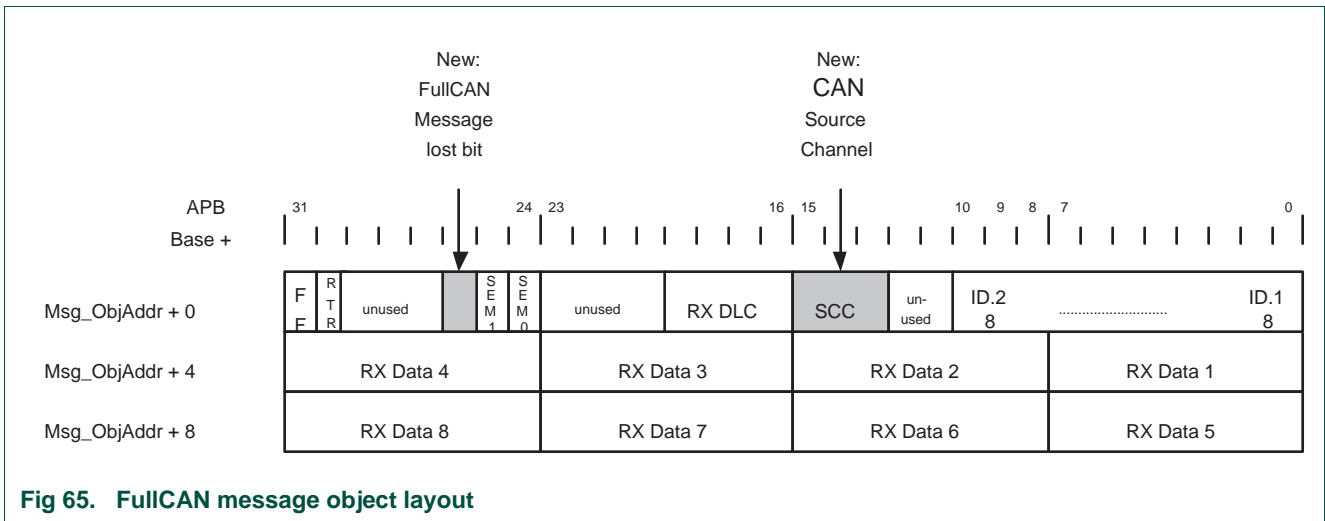 New:
FullCAN
Message
lost bit
New:
CAN
Source
Channel
APB
Base +
31 24 23 16 15 10 9 8 7 0
Msg_ObjAddr + 0
F
F
R
T
R
unused
S
E
M
1
S
E
M
0
unused
RX DLC
SCC
un-
used
ID.2
8
............................
ID.1
8
Msg_ObjAddr + 4 RX Data 4 RX Data 3 RX Data 2 RX Data 1
Msg_ObjAddr + 8 RX Data 8 RX Data 7 RX Data 6 RX Data 5
Fig 65. FullCAN message object layout